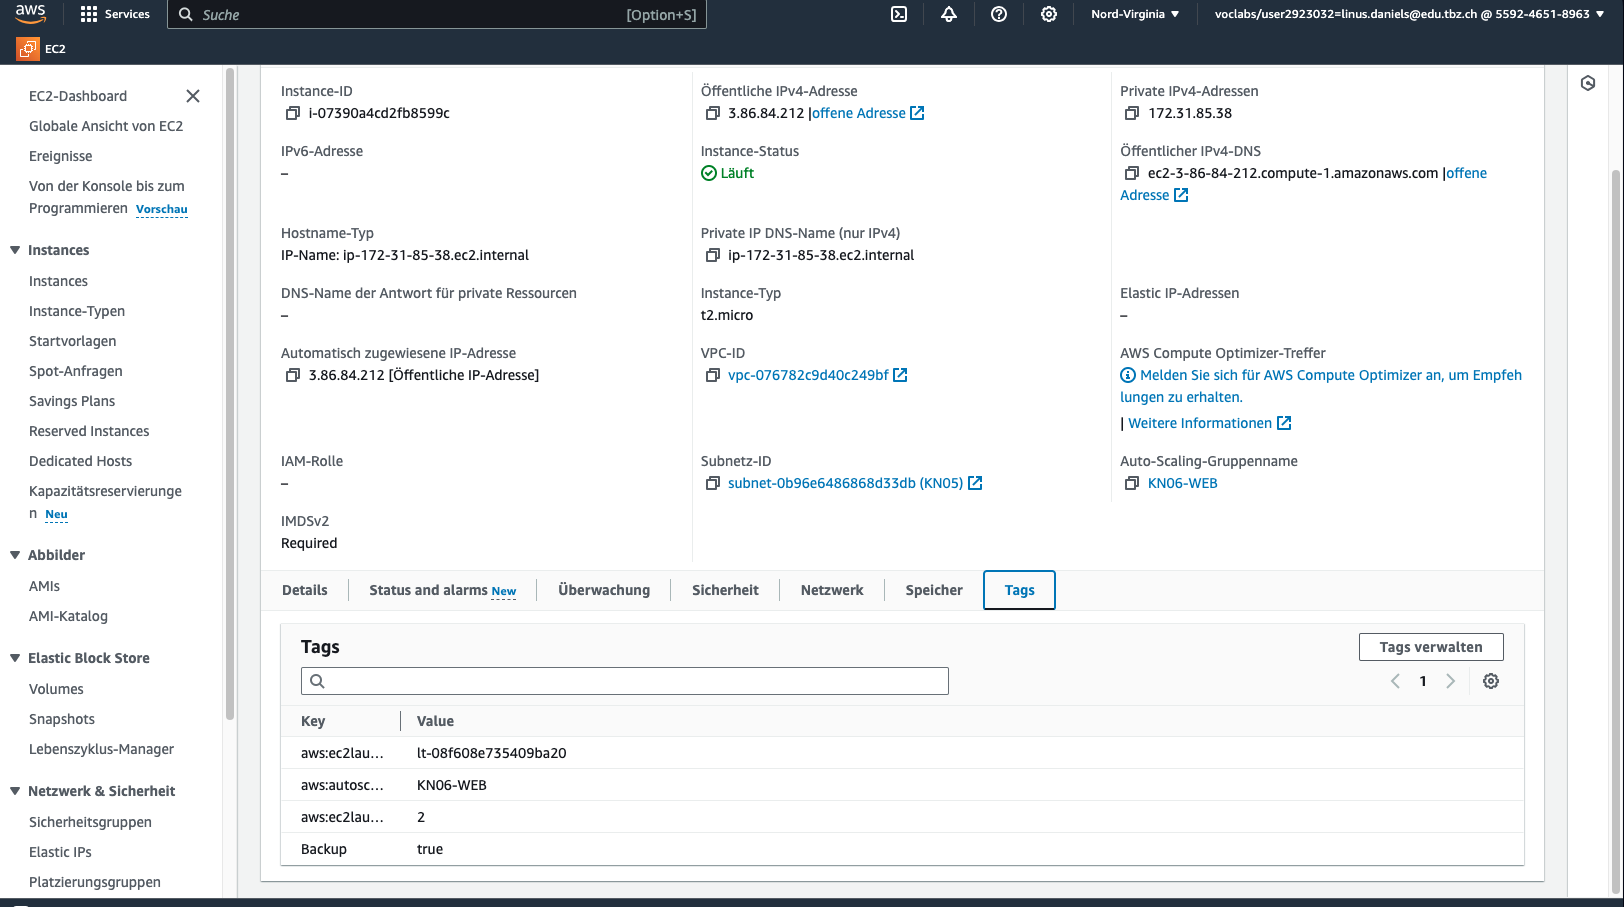 aws
Services
Suche
[Option+S]
Nord-Virginia ▼
voclabs/user2923032=linus.daniels@edu.tbz.ch @ 5592-4651-8963 ▼
EC2
EC2-Dashboard
Globale Ansicht von EC2
Ereignisse
Von der Konsole bis zum
Programmieren Vorschau
Instances
Instances
Instance-Typen
Startvorlagen
Spot-Anfragen
Savings Plans
Reserved Instances
Dedicated Hosts
Kapazitätsreservierunge
n Neu
Abbilder
AMIs
AMI-Katalog
Elastic Block Store
Volumes
Snapshots
Lebenszyklus-Manager
Netzwerk & Sicherheit
Sicherheitsgruppen
Elastic IPs
Platzierungsgruppen
Instance-ID
i-07390a4cd2fb8599c
Öffentliche IPv4-Adresse
3.86.84.212 |offene Adresse
Private IPv4-Adressen
172.31.85.38
IPv6-Adresse
–
Instance-Status
Läuft
Öffentlicher IPv4-DNS
ec2-3-86-84-212.compute-1.amazonaws.com |offene
Adresse
Hostname-Typ
IP-Name: ip-172-31-85-38.ec2.internal
Private IP DNS-Name (nur IPv4)
ip-172-31-85-38.ec2.internal
DNS-Name der Antwort für private Ressourcen
–
Instance-Typ
t2.micro
Elastic IP-Adressen
–
Automatisch zugewiesene IP-Adresse
3.86.84.212 [Öffentliche IP-Adresse]
VPC-ID
vpc-076782c9d40c249bf
AWS Compute Optimizer-Treffer
Melden Sie sich für AWS Compute Optimizer an, um Empfeh
lungen zu erhalten.
| Weitere Informationen
IAM-Rolle
–
Subnetz-ID
subnet-0b96e6486868d33db (KN05)
Auto-Scaling-Gruppenname
KN06-WEB
IMDSv2
Required
Details
Status and alarms New
Überwachung
Sicherheit
Netzwerk
Speicher
Tags
Tags
Tags verwalten
1
Key
Value
aws:ec2lau…
lt-08f608e735409ba20
aws:autosc…
KN06-WEB
aws:ec2lau…
2
Backup
true